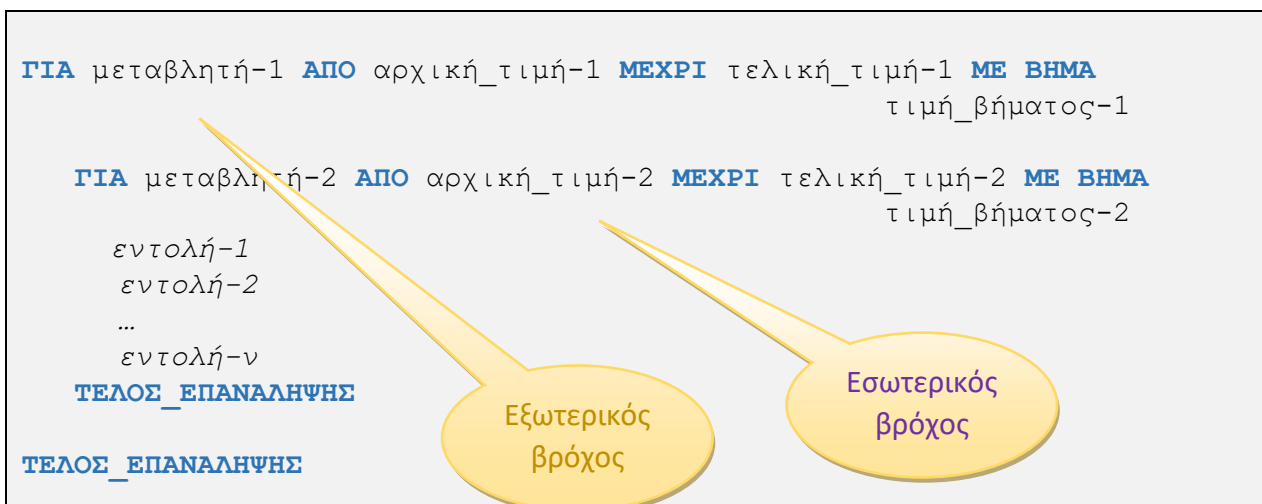 ΓΙΑ μεταβλητή-1 ΑΠΟ αρχική_τιμή-1 ΜΕΧΡΙ τελική_τιμή-1 ΜΕ ΒΗΜΑ
τιμή_βήματος-1
ΓΙΑ μεταβλητή-2 ΑΠΟ αρχική_τιμή-2 ΜΕΧΡΙ τελική_τιμή-2 ΜΕ ΒΗΜΑ
τιμή_βήματος-2
εντολή-1
εντολή-2
…
εντολή-ν
ΤΕΛΟΣ_ΕΠΑΝΑΛΗΨΗΣ
ΤΕΛΟΣ_ΕΠΑΝΑΛΗΨΗΣ
Εξωτερικός
βρόχος
Εσωτερικός
βρόχος